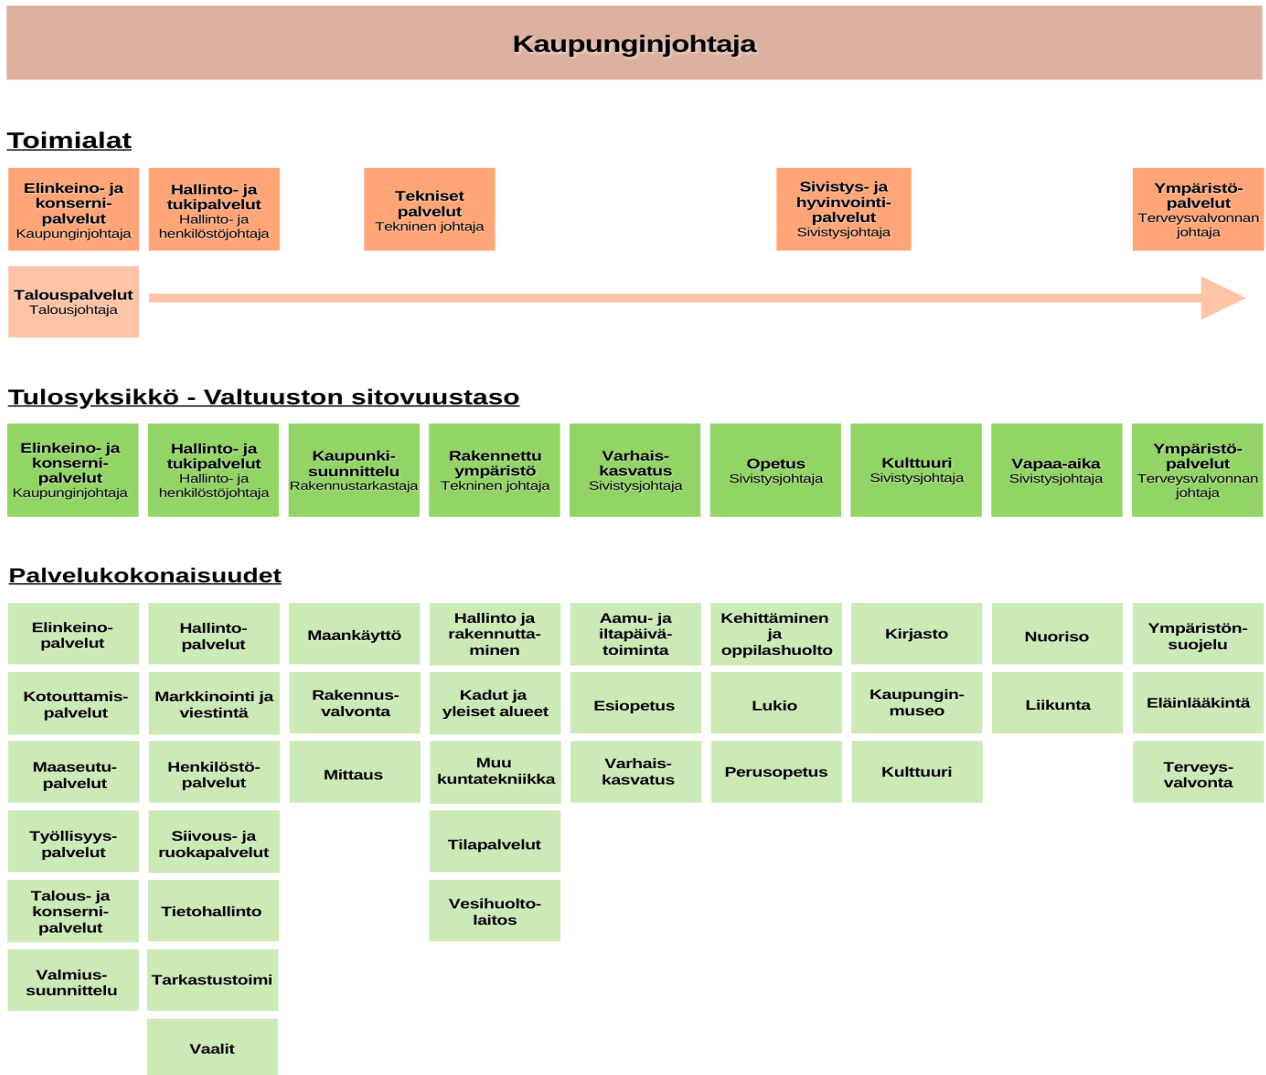 Kaupunginjohtaja
Toimialat
Elinkeino- ja
konserni-
palvelut
Kaupunginjohtaja
Hallinto- ja
tukipalvelut
Hallinto- ja
henkilöstöjohtaja
Tekniset
palvelut
Tekninen johtaja
Sivistys- ja
hyvinvointi-
palvelut
Sivistysjohtaja
Ympäristö-
palvelut
Terveysvalvonnan
johtaja
Talouspalvelut
Talousjohtaja
Tulosyksikkö - Valtuuston sitovuustaso
Elinkeino- ja
konserni-
palvelut
Kaupunginjohtaja
Hallinto- ja
tukipalvelut
Hallinto- ja
henkilöstöjohtaja
Kaupunki-
suunnittelu
Rakennustarkastaja
Rakennettu
ympäristö
Tekninen johtaja
Varhais-
kasvatus
Sivistysjohtaja
Opetus
Sivistysjohtaja
Kulttuuri
Sivistysjohtaja
Vapaa-aika
Sivistysjohtaja
Ympäristö-
palvelut
Terveysvalvonnan
johtaja
Palvelukokonaisuudet
Elinkeino-
palvelut
Hallinto-
palvelut
Maankäyttö
Hallinto ja
rakennutta-
minen
Aamu- ja
iltapäivä-
toiminta
Kehittäminen
ja
oppilashuolto
Kirjasto
Nuoriso
Ympäristön-
suojelu
Kotouttamis-
palvelut
Markkinointi ja
viestintä
Rakennus-
valvonta
Kadut ja
yleiset alueet
Esiopetus
Lukio
Kaupungin-
museo
Liikunta
Eläinlääkintä
Maaseutu-
palvelut
Henkilöstö-
palvelut
Mittaus
Muu
kuntatekniikka
Varhais-
kasvatus
Perusopetus
Kulttuuri
Terveys-
valvonta
Työllisyys-
palvelut
Siivous- ja
ruokapalvelut
Tilapalvelut
Talous- ja
konserni-
palvelut
Tietohallinto
Vesihuolto-
laitos
Valmius-
suunnittelu
Tarkastustoimi
Vaalit